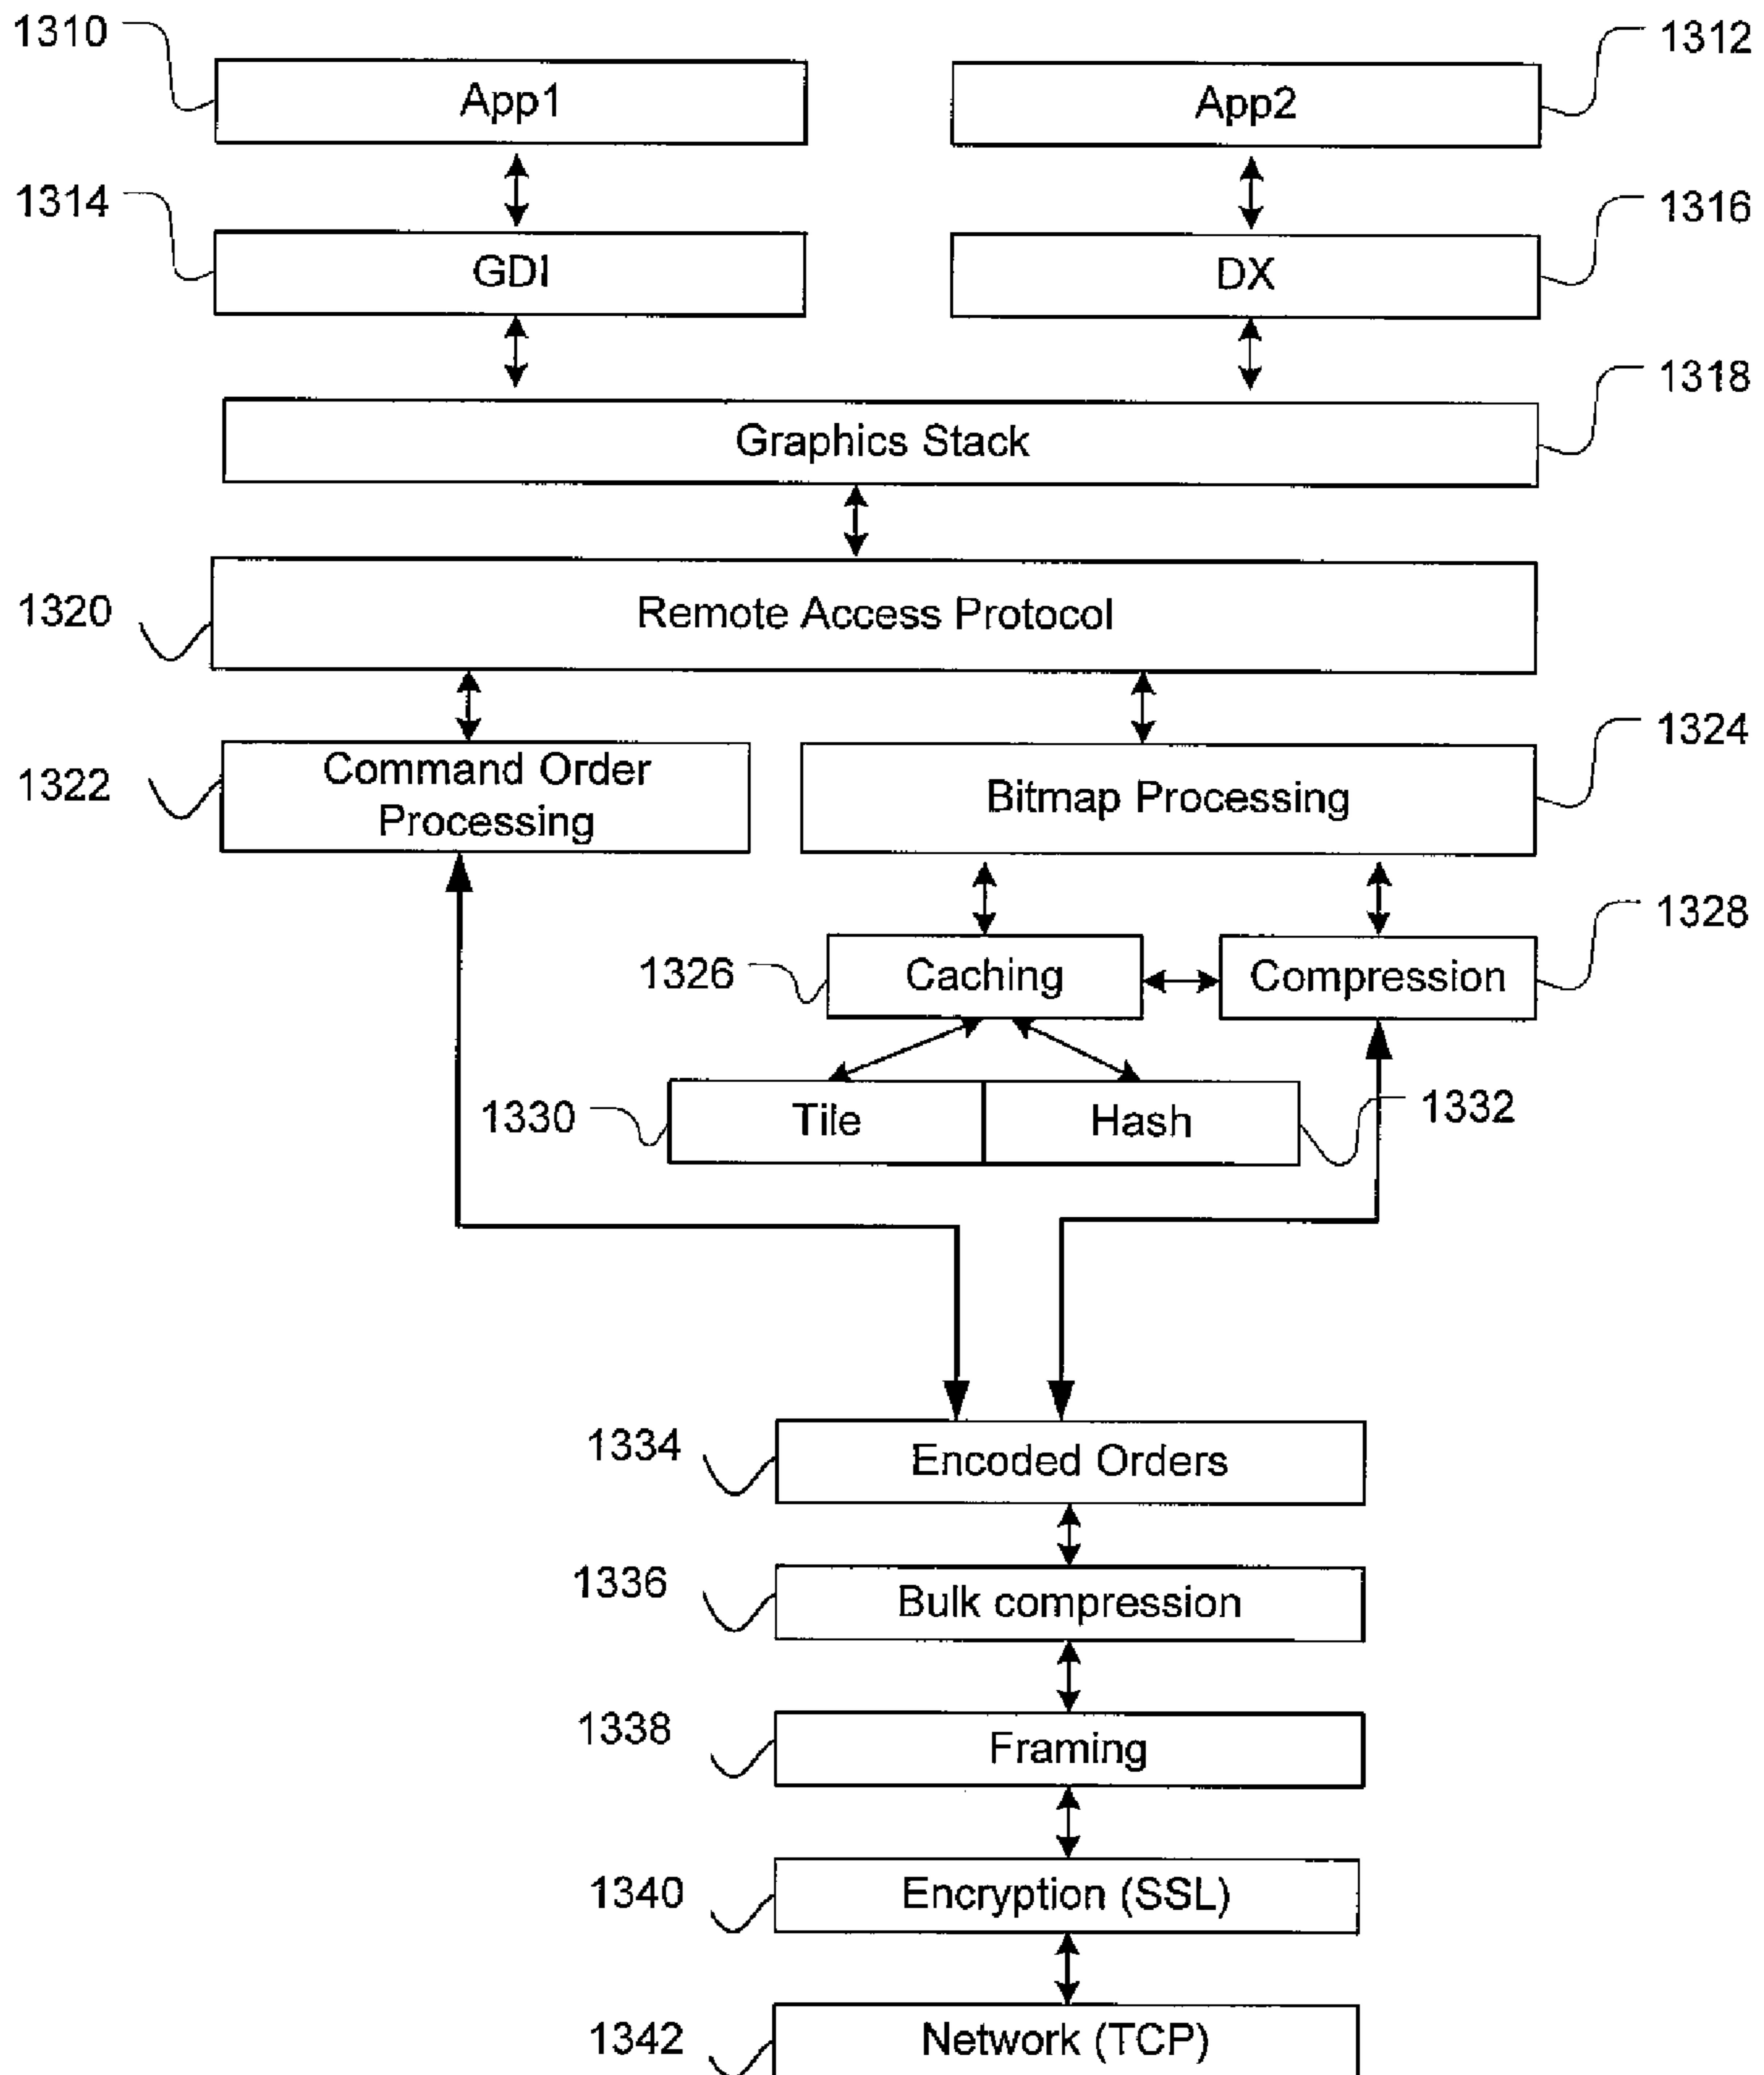 1310
App1
App2
1312
1314
GDI
DX
1316
Graphics Stack
1318
1320
Remote Access Protocol
1322
Command Order
Processing
Bitmap Processing
1324
1326
Caching
Compression
1328
1330
Tile
Hash
1332
1334
Encoded Orders
1336
Bulk compression
1338
Framing
1340
Encryption (SSL)
1342
Network (TCP)